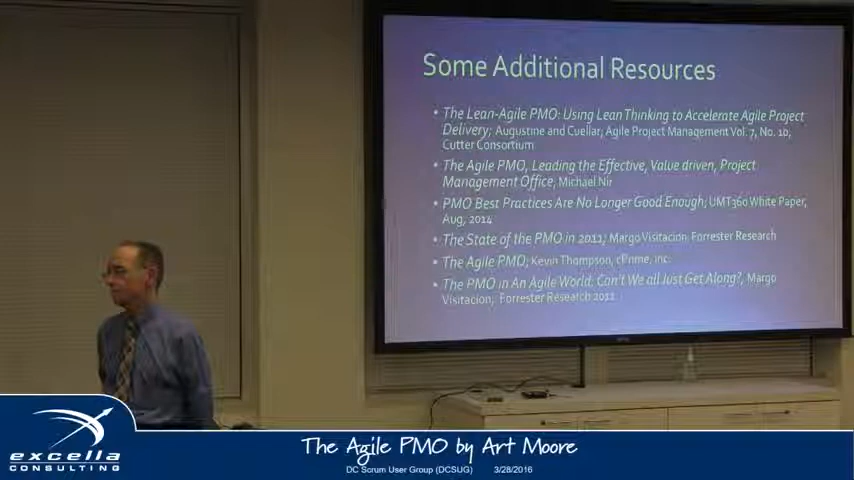 Some Additional Resources
• The Lean-Agile PMO: Using Lean Thinking to Accelerate Agile Project
Delivery; Augustine and Cuellar; Agile Project Management Vol. 7, No. 10,
Cutter Consortium
• The Agile PMO, Leading the Effective, Value driven, Project
Management Office, Michael Nir
• PMO Best Practices Are No Longer Good Enough; UMT360 White Paper,
Aug, 2014
• The State of the PMO in 2011; Margo Visitacion Forrester Research
• The Agile PMO; Kevin Thompson, cPrime, Inc.
• The PMO in An Agile World: Can't We all Just Get Along?, Margo
Visitacion, Forrester Research 2011
excella
CONSULTING
The Agile PMO by Art Moore
DC Scrum User Group (DCSUG) 3/28/2016